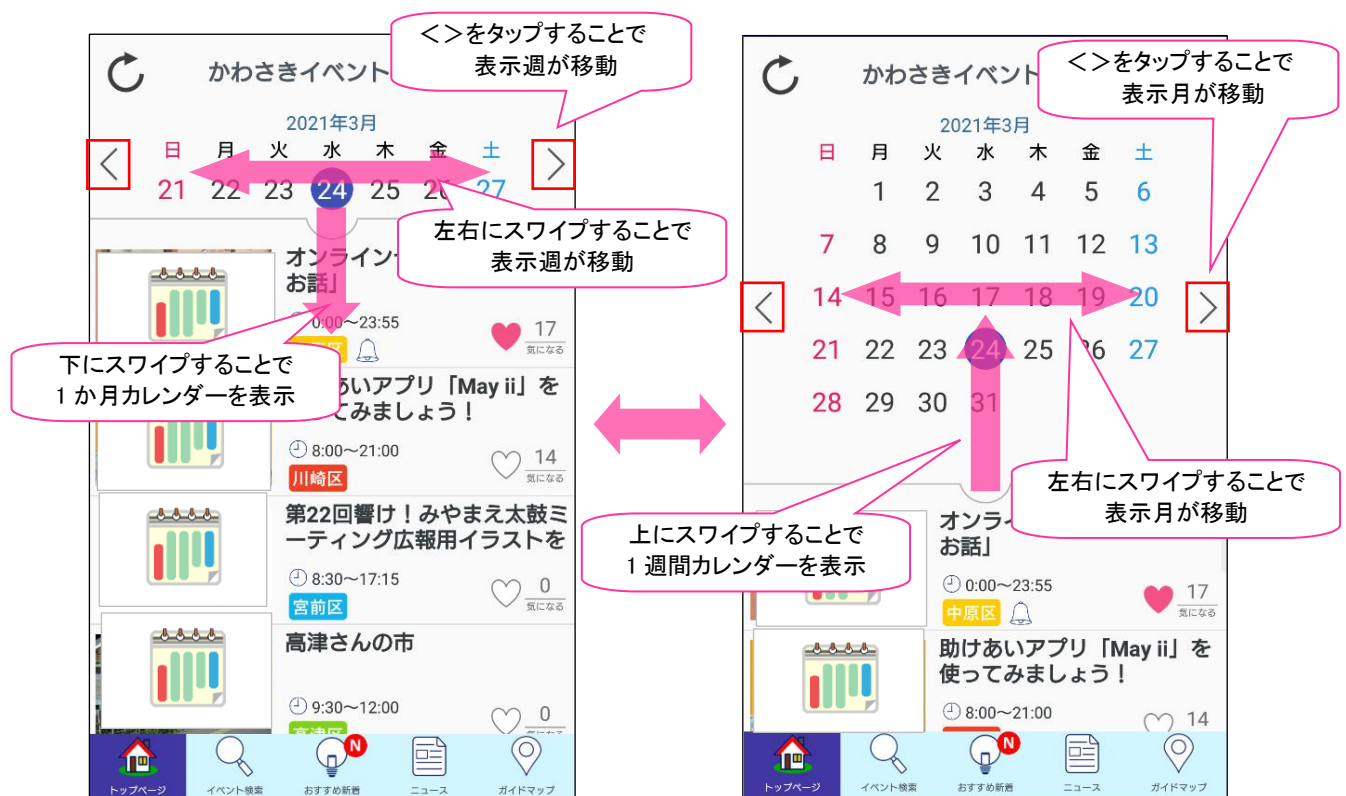 <>をタップすることで
表示週が移動
かわさきイベント
2021年3月
日 月 火 水 木 金 土
21 22 23 24 25 26 27
左右にスワイプすることで
表示週が移動
オンライン
お話」
0:00～23:55
区
17
気になる
下にスワイプすることで
1か月カレンダーを表示
あいアプリ「May ii」を
てみましょう！
8:00～21:00
川崎区
14
気になる
第22回響け！みやまえ太鼓ミ
ーティング広報用イラストを
8:30～17:15
宮前区
0
気になる
高津さんの市
9:30～12:00
高津区
0
気になる
トップページ
イベント検索
N
おすすめ新着
ニュース
ガイドマップ
<>をタップすることで
表示月が移動
かわさきイベント
2021年3月
日 月 火 水 木 金 土
1 2 3 4 5 6
7 8 9 10 11 12 13
14 15 16 17 18 19 20
21 22 23 24 25 26 27
28 29 30 31
左右にスワイプすることで
表示月が移動
上にスワイプすることで
1週間カレンダーを表示
オンライ
お話」
0:00～23:55
中原区
17
気になる
助けあいアプリ「May ii」を
使ってみましょう！
8:00～21:00
14
トップページ
イベント検索
N
おすすめ新着
ニュース
ガイドマップ